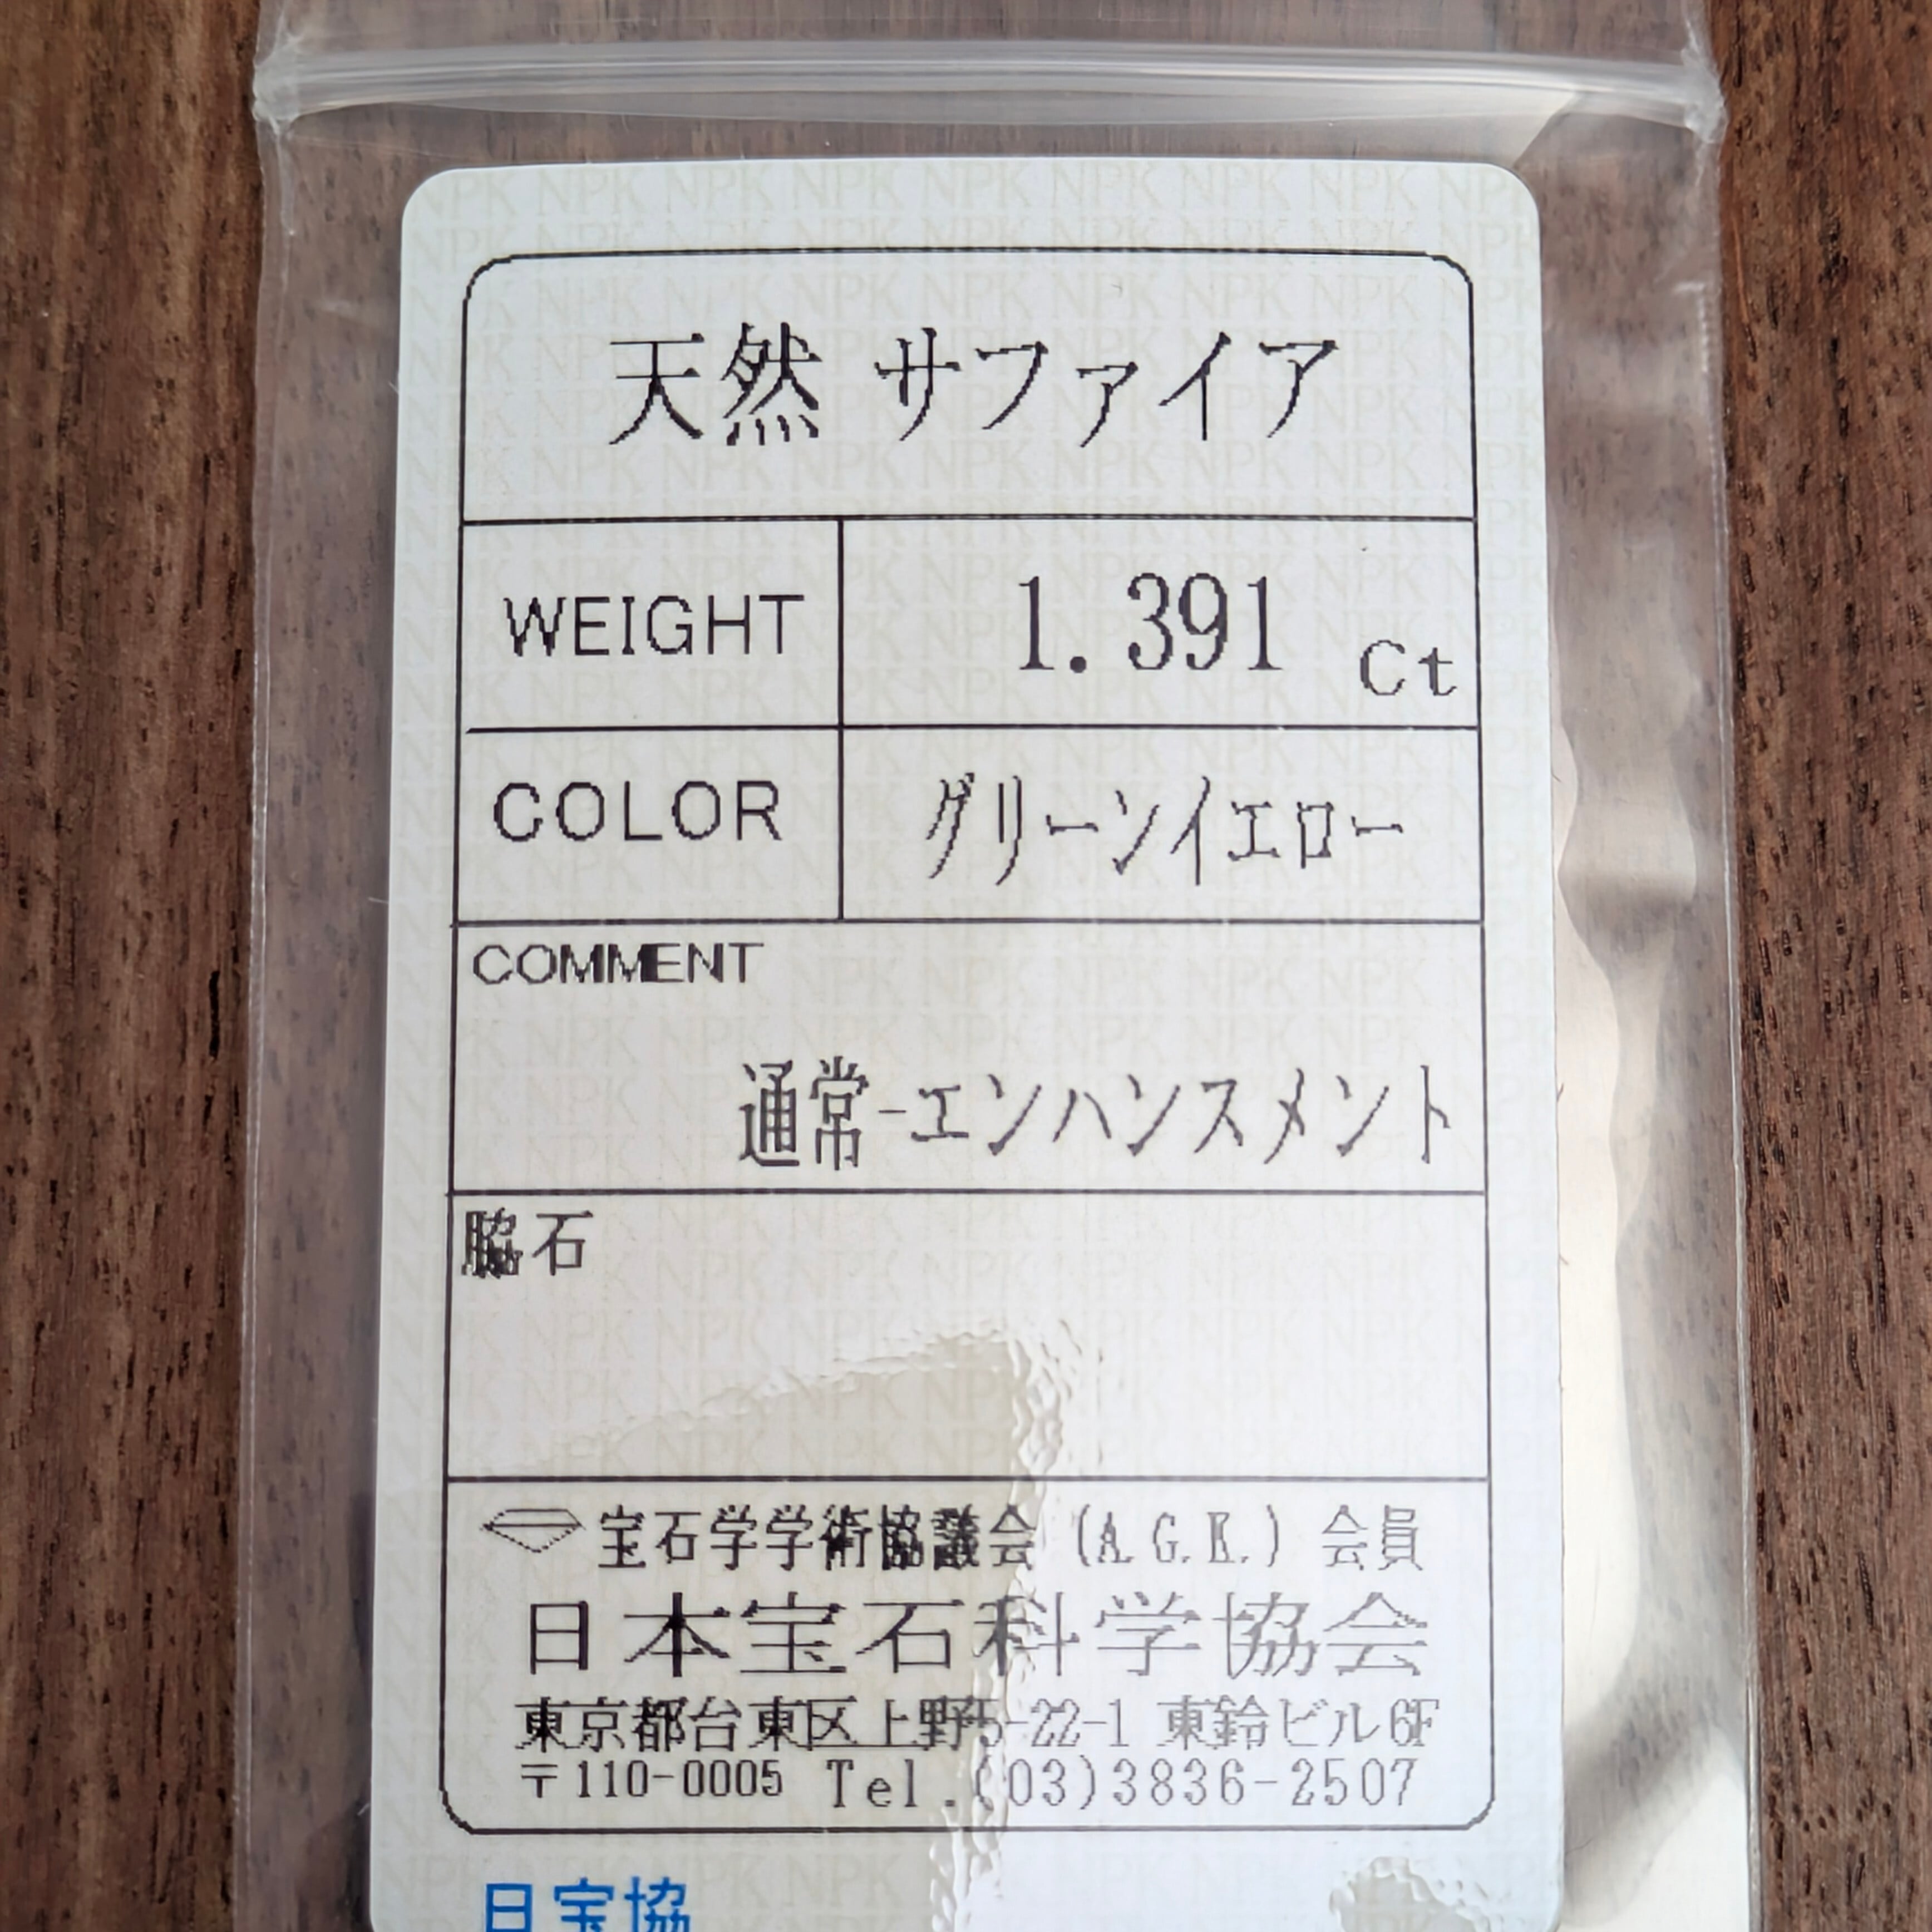 天然 サファイア
WEIGHT 1.391 Ct
COLOR グリーンイエロー
COMMENT
通常-エンハンスメント
脇石
宝石学学術協議会 (A.G.K.) 会員
日本宝石科学協会
東京都台東区上野5-22-1 東鈴ビル6F
〒110-0005 Tel.(03)3836-2507
日宝協